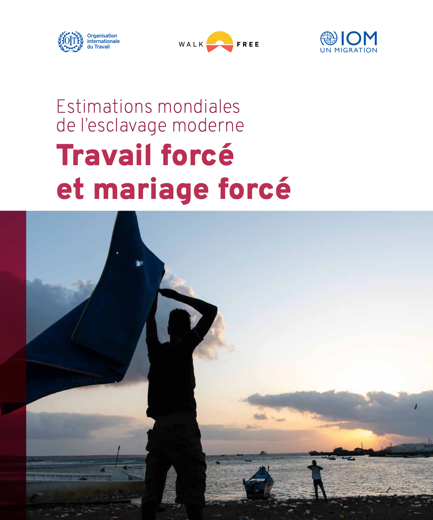 Organisation
internationale
du Travail
WALK FREE
IOM
UN MIGRATION
Estimations mondiales
de l'esclavage moderne
Travail forcé
et mariage forcé